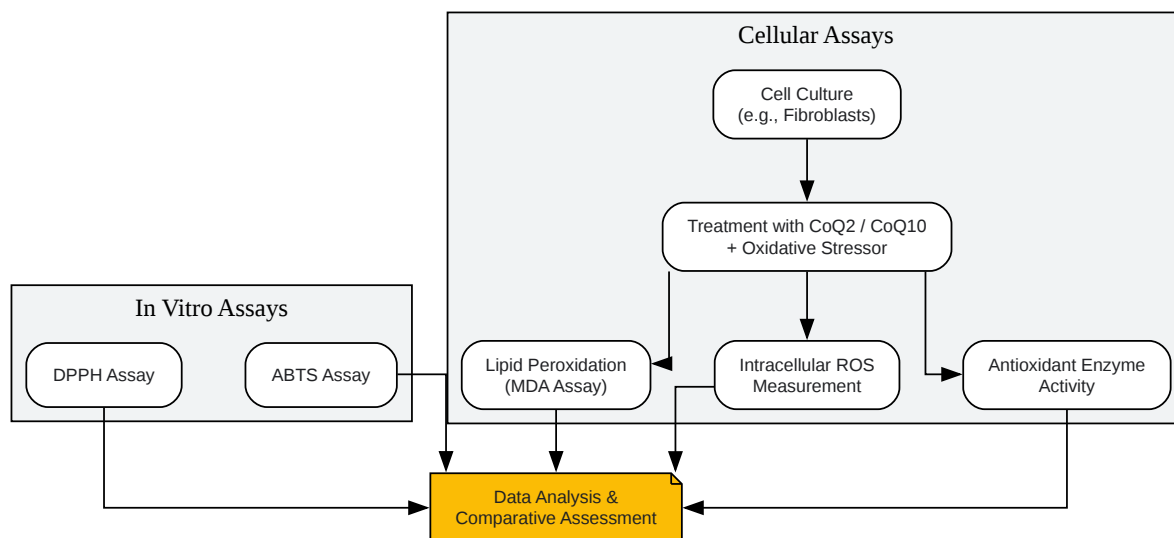 Cellular Assays
Cell Culture
(e.g., Fibroblasts)
Treatment with CoQ2 / CoQ10
+ Oxidative Stressor
In Vitro Assays
DPPH Assay
ABTS Assay
Lipid Peroxidation
(MDA Assay)
Intracellular ROS
Measurement
Antioxidant Enzyme
Activity
Data Analysis &
Comparative Assessment